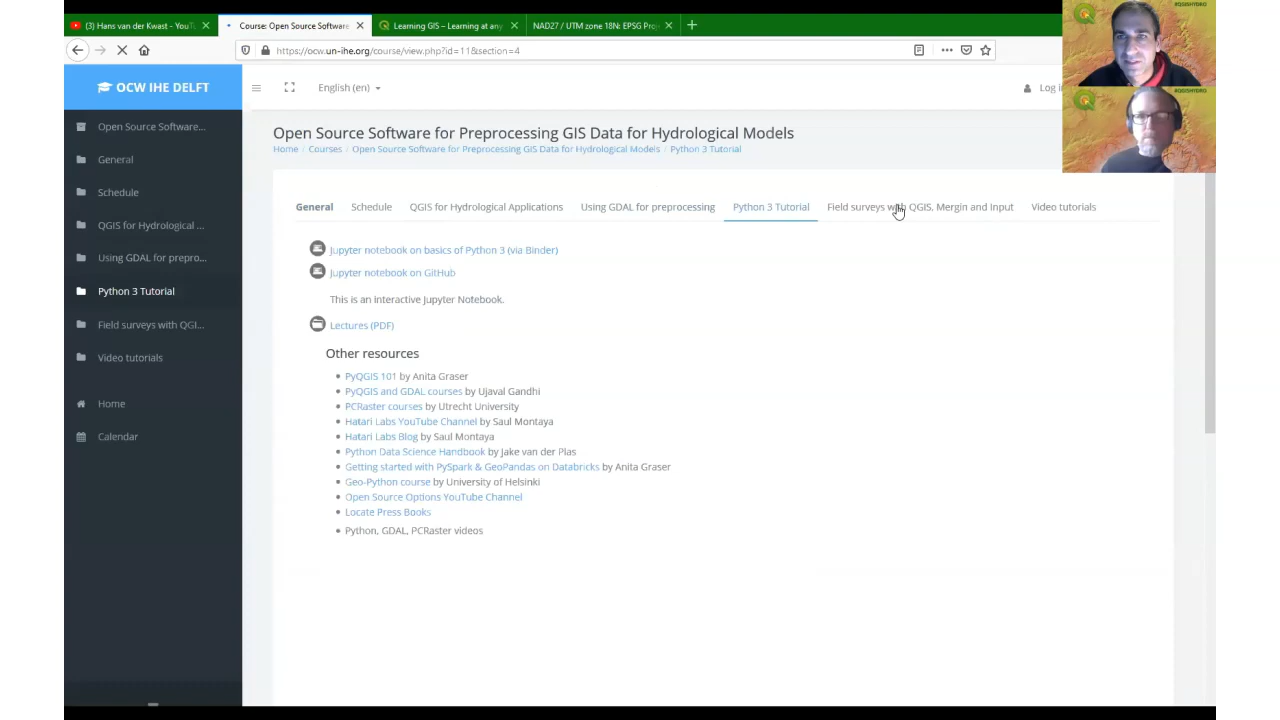 (3) Hans van der Kwast - YouT
Course: Open Source Software
Learning GIS – Learning at any
NAD27 / UTM zone 18N: EPSG Proj
#QGISHYDRO
https://ocw.un-ihe.org/course/view.php?id=11&section=4
OCW IHE DELFT
English (en)
Log in
#QGISHYDRO
Open Source Software...
Open Source Software for Preprocessing GIS Data for Hydrological Models
Home / Courses / Open Source Software for Preprocessing GIS Data for Hydrological Models / Python 3 Tutorial
General
Schedule
QGIS for Hydrological ...
Using GDAL for prepro...
Python 3 Tutorial
Field surveys with QGI...
Video tutorials
Home
Calendar
General Schedule QGIS for Hydrological Applications Using GDAL for preprocessing Python 3 Tutorial Field surveys with QGIS, Mergin and Input Video tutorials
Jupyter notebook on basics of Python 3 (via Binder)
Jupyter notebook on GitHub
This is an interactive Jupyter Notebook.
Lectures (PDF)
Other resources
PyQGIS 101 by Anita Graser
PyQGIS and GDAL courses by Ujaval Gandhi
PCRaster courses by Utrecht University
Hatari Labs YouTube Channel by Saul Montaya
Hatari Labs Blog by Saul Montaya
Python Data Science Handbook by Jake van der Plas
Getting started with PySpark & GeoPandas on Databricks by Anita Graser
Geo-Python course by University of Helsinki
Open Source Options YouTube Channel
Locate Press Books
Python, GDAL, PCRaster videos